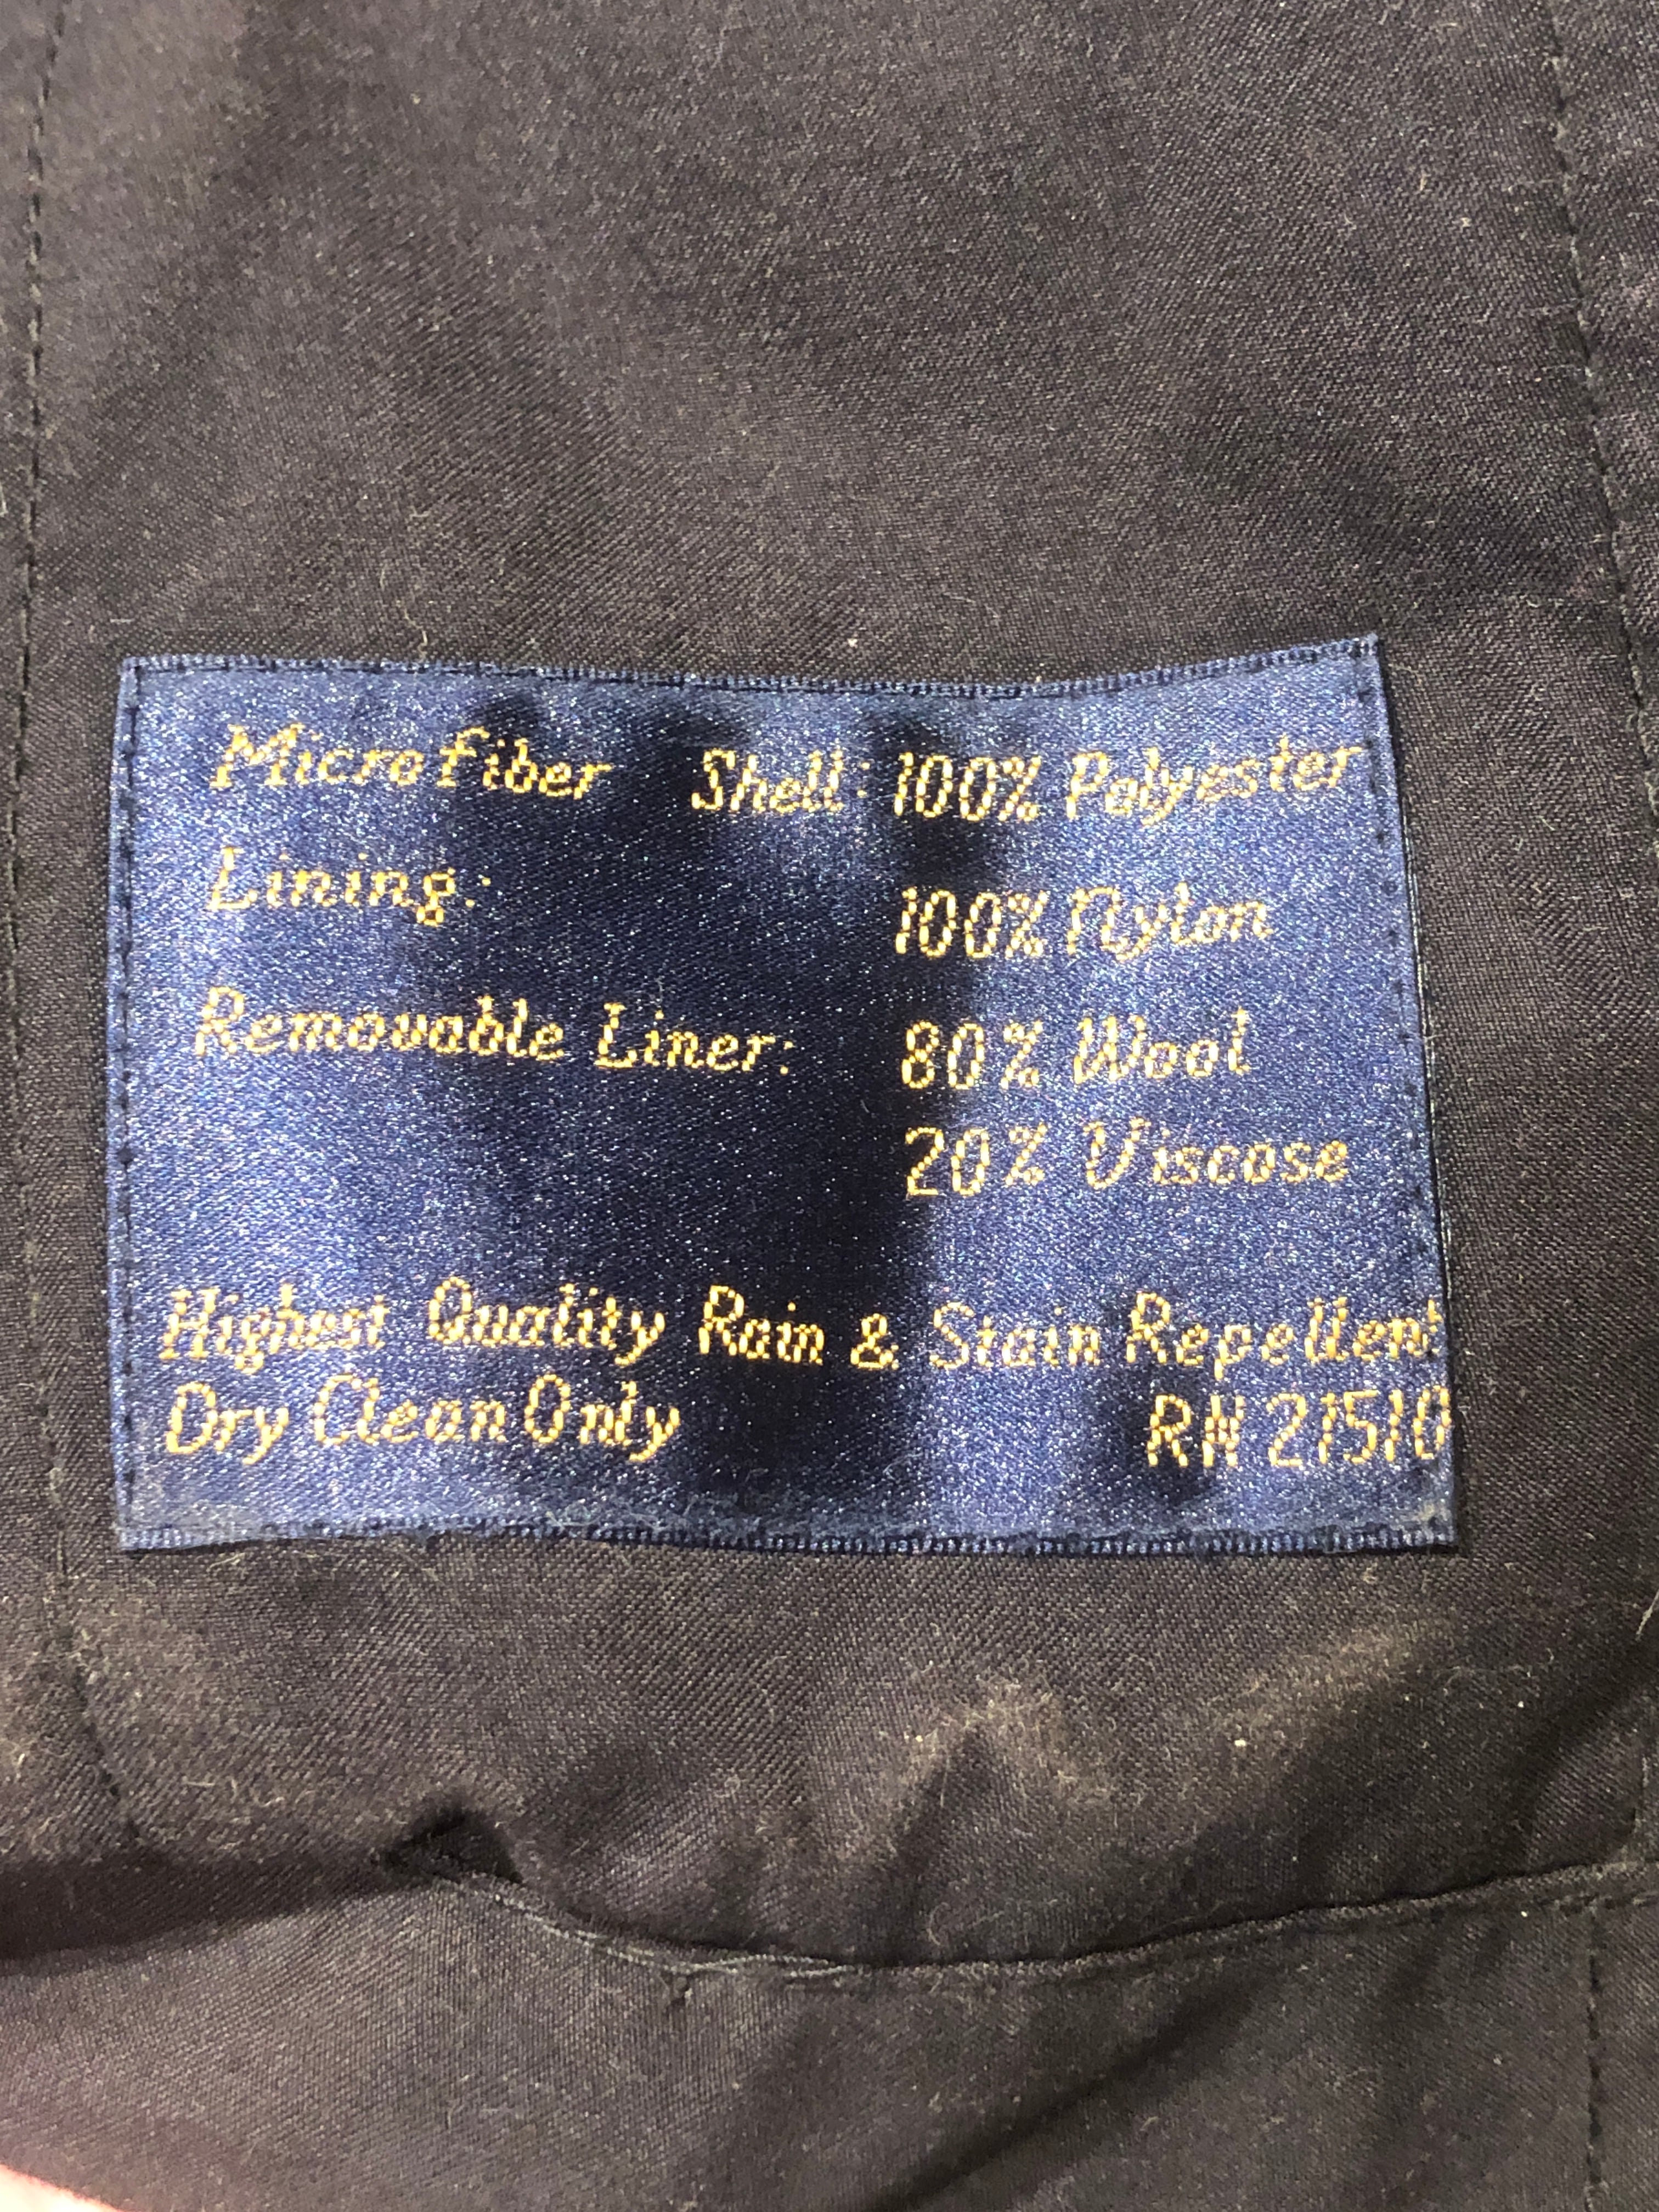 Microfiber Shell: 100% Polyester
Lining: 100% Nylon
Removable Liner: 80% Wool
20% Viscose
Highest Quality Rain & Stain Repellent
Dry Clean Only RN 21510